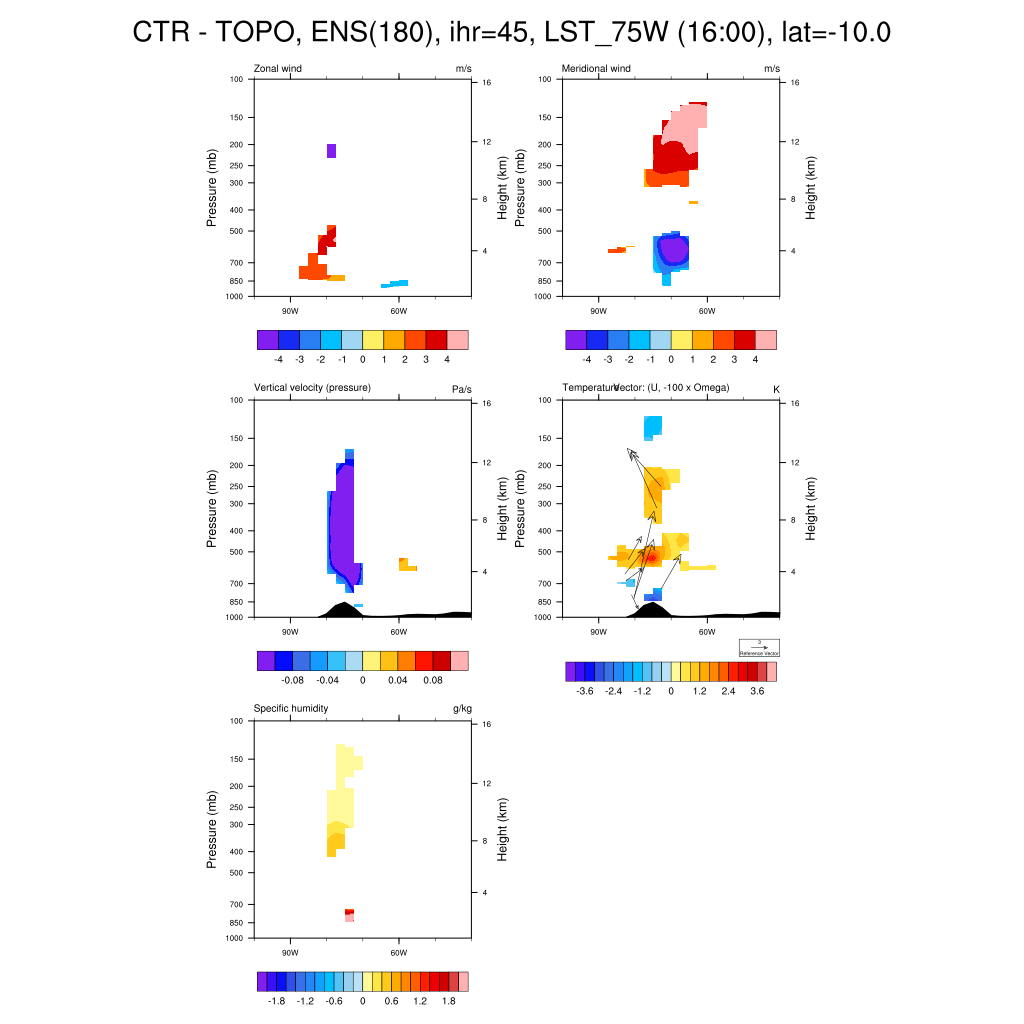 CTR - TOPO, ENS(180), ihr=45, LST_75W (16:00), lat=-10.0
Zonal wind m/s
Pressure (mb)
100
150
200
250
300
400
500
700
850
1000
16
12
8
4
Height (km)
90W 60W
-4 -3 -2 -1 0 1 2 3 4
Meridional wind m/s
Pressure (mb)
100
150
200
250
300
400
500
700
850
1000
16
12
8
4
Height (km)
90W 60W
-4 -3 -2 -1 0 1 2 3 4
Vertical velocity (pressure) Pa/s
Pressure (mb)
100
150
200
250
300
400
500
700
850
1000
16
12
8
4
Height (km)
90W 60W
-0.08 -0.04 0 0.04 0.08
Temperature Vector: (U, -100 x Omega) K
Pressure (mb)
100
150
200
250
300
400
500
700
850
1000
16
12
8
4
Height (km)
90W 60W
3
Reference Vector
-3.6 -2.4 -1.2 0 1.2 2.4 3.6
Specific humidity g/kg
Pressure (mb)
100
150
200
250
300
400
500
700
850
1000
16
12
8
4
Height (km)
90W 60W
-1.8 -1.2 -0.6 0 0.6 1.2 1.8